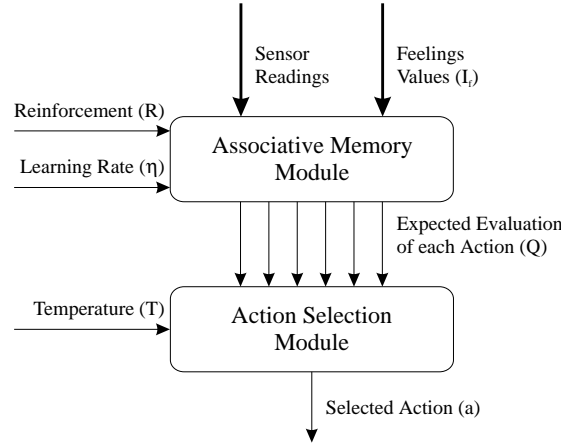 Sensor
Readings
Feelings
Values (If)
Reinforcement (R)
Learning Rate (η)
Associative Memory
Module
Expected Evaluation
of each Action (Q)
Temperature (T)
Action Selection
Module
Selected Action (a)